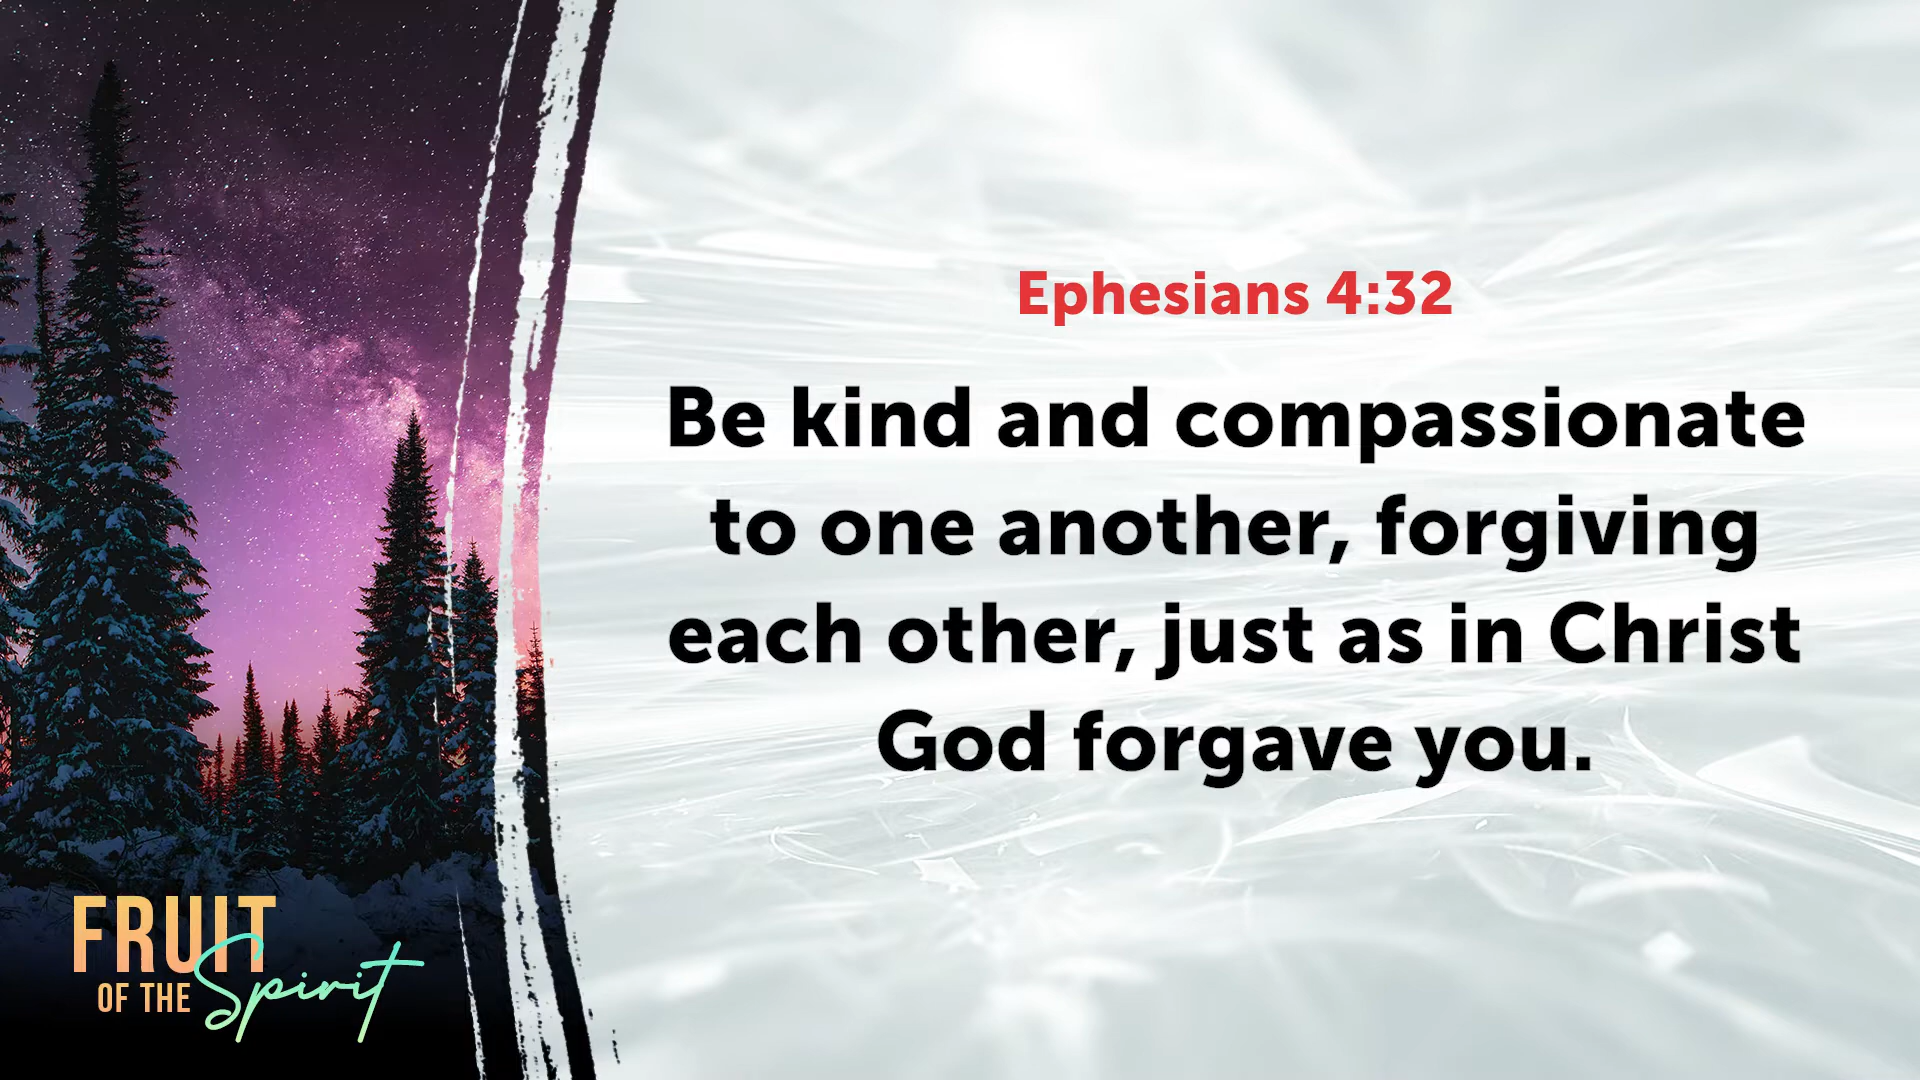 Ephesians 4:32
Be kind and compassionate
to one another, forgiving
each other, just as in Christ
God forgave you.
FRUIT
OF THE Spirit